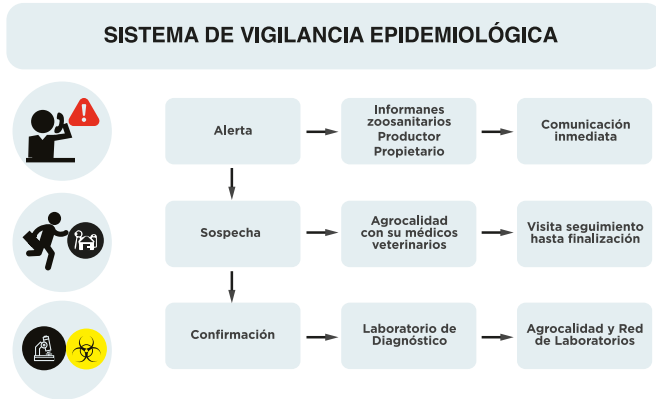 SISTEMA DE VIGILANCIA EPIDEMIOLÓGICA
Alerta
Informanes
zoosanitarios
Productor
Propietario
Comunicación
inmediata
Sospecha
Agrocalidad
con su médicos
veterinarios
Visita seguimiento
hasta finalización
Confirmación
Laboratorio de
Diagnóstico
Agrocalidad y Red
de Laboratorios